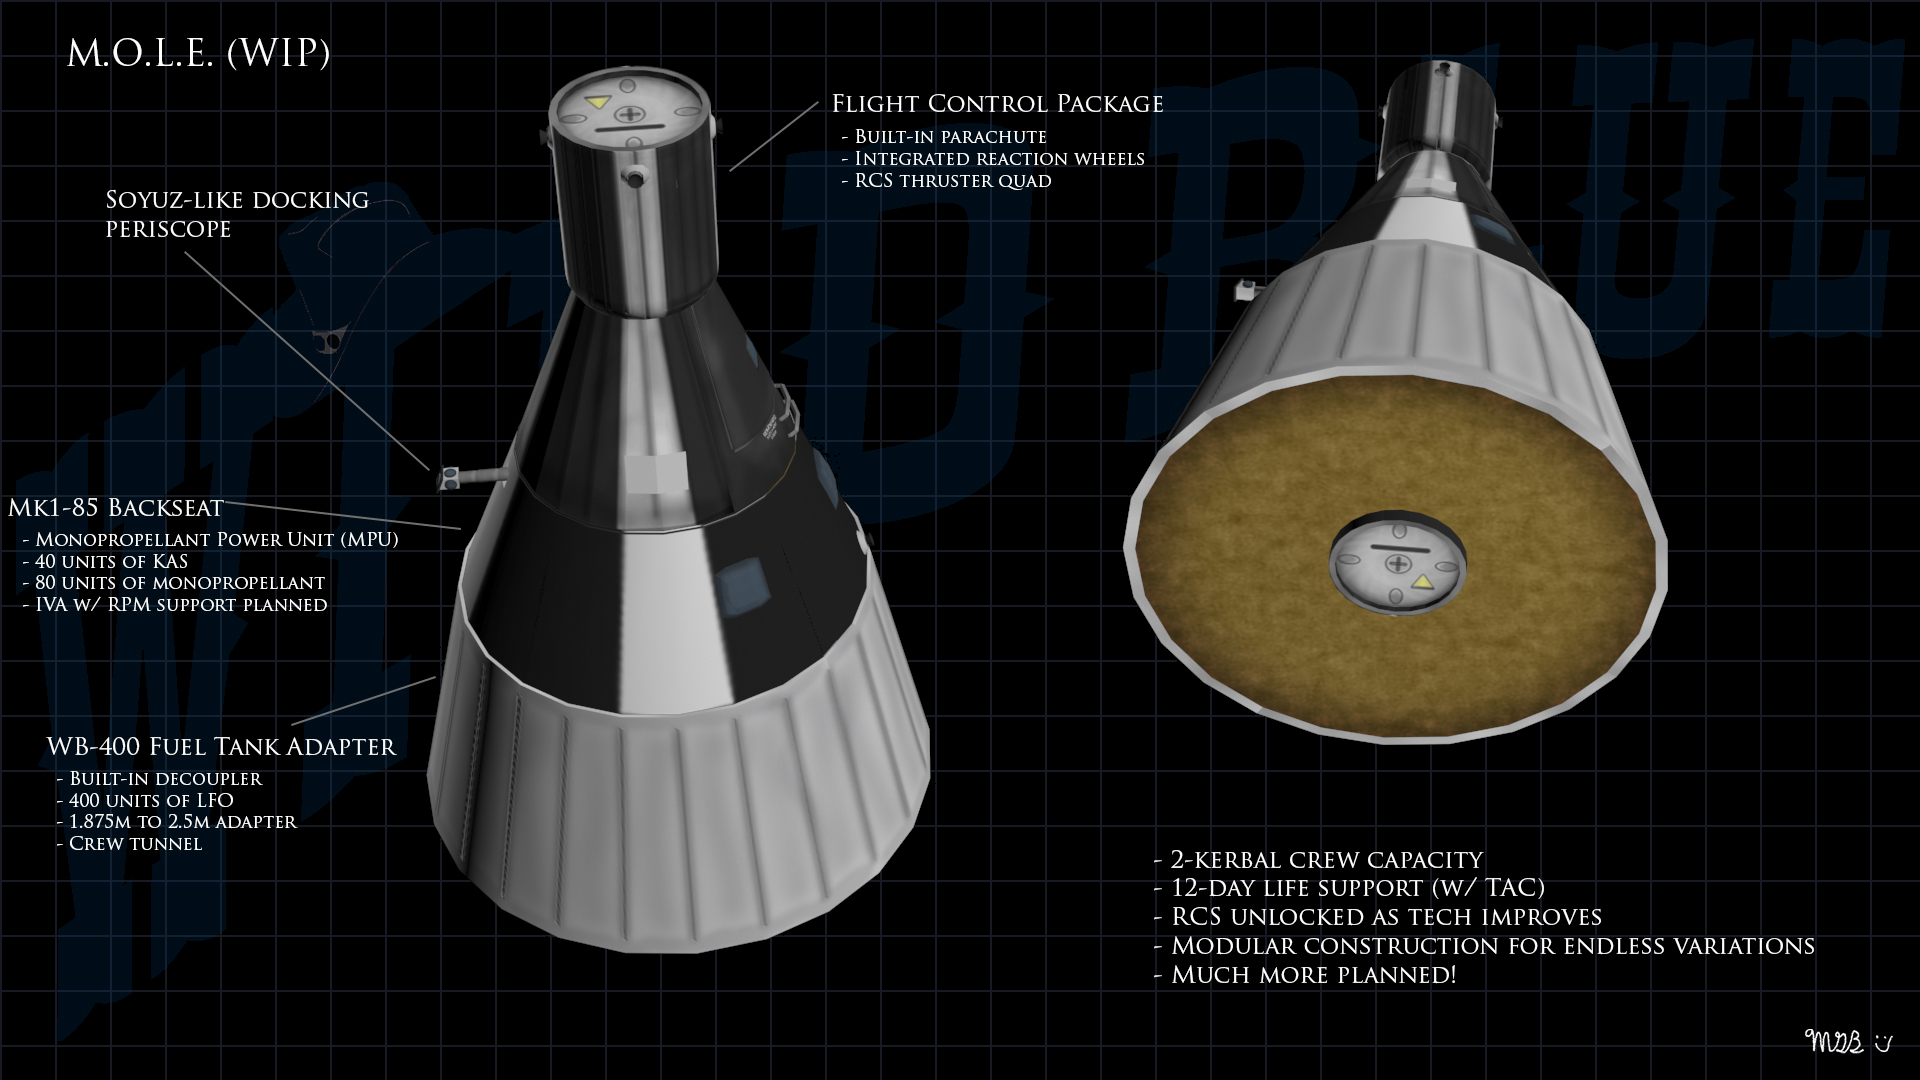 M.O.L.E. (WIP)
Flight Control Package
- Built-in parachute
- Integrated reaction wheels
- RCS thruster quad
Soyuz-like docking
periscope
Mk1-85 Backseat
- Monopropellant Power Unit (MPU)
- 40 units of KAS
- 80 units of monopropellant
- IVA w/ RPM support planned
WB-400 Fuel Tank Adapter
- Built-in decoupler
- 400 units of LFO
- 1.875m to 2.5m adapter
- Crew tunnel
- 2-kerbal crew capacity
- 12-day life support (w/ TAC)
- RCS unlocked as tech improves
- Modular construction for endless variations
- Much more planned!
WILD BLUE